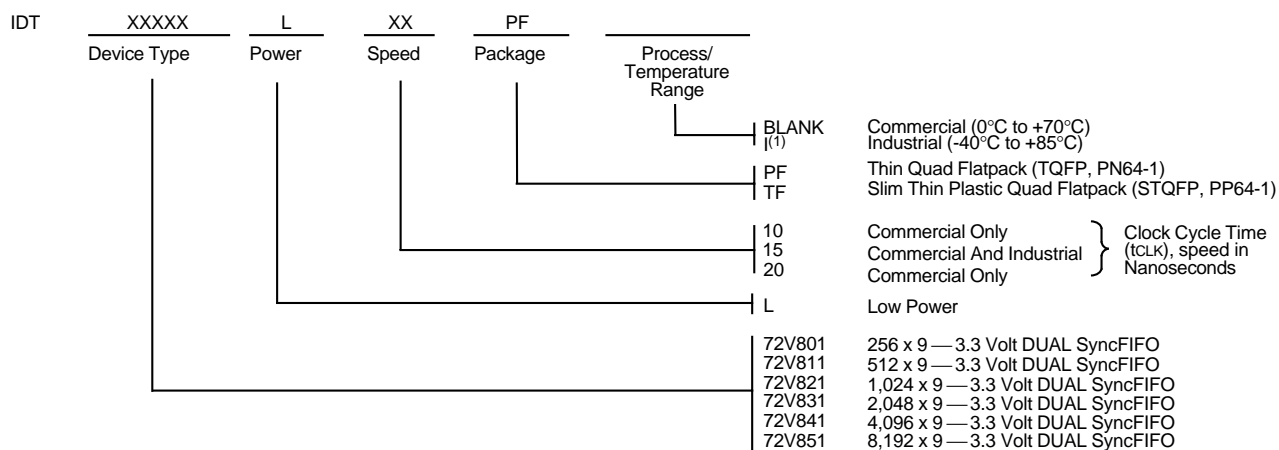 IDT XXXXX L XX PF
Device Type Power Speed Package Process/
Temperature
Range
BLANK Commercial (0°C to +70°C)
I(1) Industrial (-40°C to +85°C)
PF Thin Quad Flatpack (TQFP, PN64-1)
TF Slim Thin Plastic Quad Flatpack (STQFP, PP64-1)
10 Commercial Only
15 Commercial And Industrial
20 Commercial Only
Clock Cycle Time
(tCLK), speed in
Nanoseconds
L Low Power
72V801 256 x 9 — 3.3 Volt DUAL SyncFIFO
72V811 512 x 9 — 3.3 Volt DUAL SyncFIFO
72V821 1,024 x 9 — 3.3 Volt DUAL SyncFIFO
72V831 2,048 x 9 — 3.3 Volt DUAL SyncFIFO
72V841 4,096 x 9 — 3.3 Volt DUAL SyncFIFO
72V851 8,192 x 9 — 3.3 Volt DUAL SyncFIFO